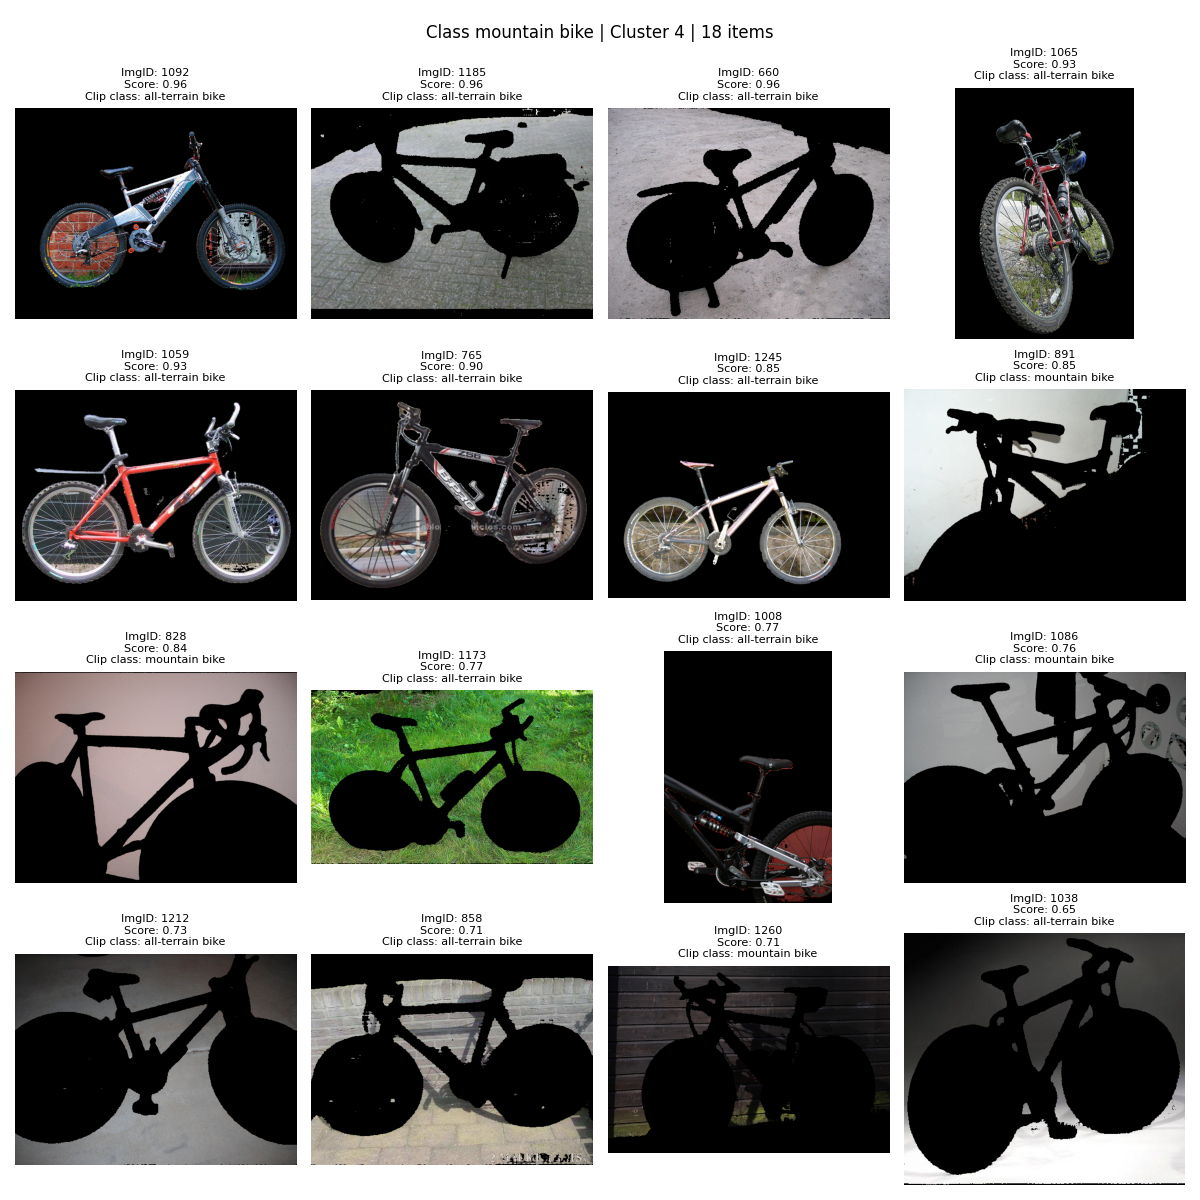 Class mountain bike | Cluster 4 | 18 items
ImgID: 1092
Score: 0.96
Clip class: all-terrain bike
ImgID: 1185
Score: 0.96
Clip class: all-terrain bike
ImgID: 660
Score: 0.96
Clip class: all-terrain bike
ImgID: 1065
Score: 0.93
Clip class: all-terrain bike
ImgID: 1059
Score: 0.93
Clip class: all-terrain bike
ImgID: 765
Score: 0.90
Clip class: all-terrain bike
ImgID: 1245
Score: 0.85
Clip class: all-terrain bike
ImgID: 891
Score: 0.85
Clip class: mountain bike
ImgID: 828
Score: 0.84
Clip class: mountain bike
ImgID: 1173
Score: 0.77
Clip class: all-terrain bike
ImgID: 1008
Score: 0.77
Clip class: all-terrain bike
ImgID: 1086
Score: 0.76
Clip class: mountain bike
ImgID: 1212
Score: 0.73
Clip class: all-terrain bike
ImgID: 858
Score: 0.71
Clip class: all-terrain bike
ImgID: 1260
Score: 0.71
Clip class: mountain bike
ImgID: 1038
Score: 0.65
Clip class: all-terrain bike